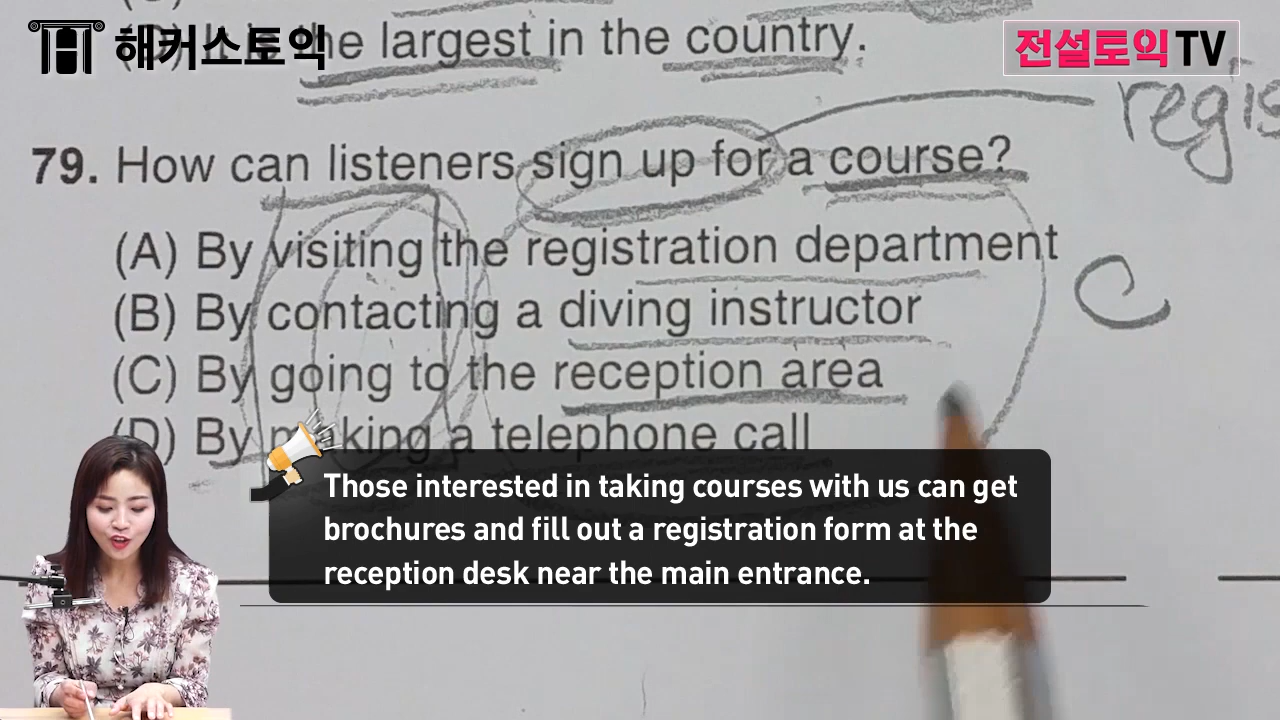 해커스토익
전설토익TV
the largest in the country.
regis
79. How can listeners sign up for a course?
(A) By visiting the registration department
(B) By contacting a diving instructor
(C) By going to the reception area
(D) By making a telephone call
C
Those interested in taking courses with us can get
brochures and fill out a registration form at the
reception desk near the main entrance.